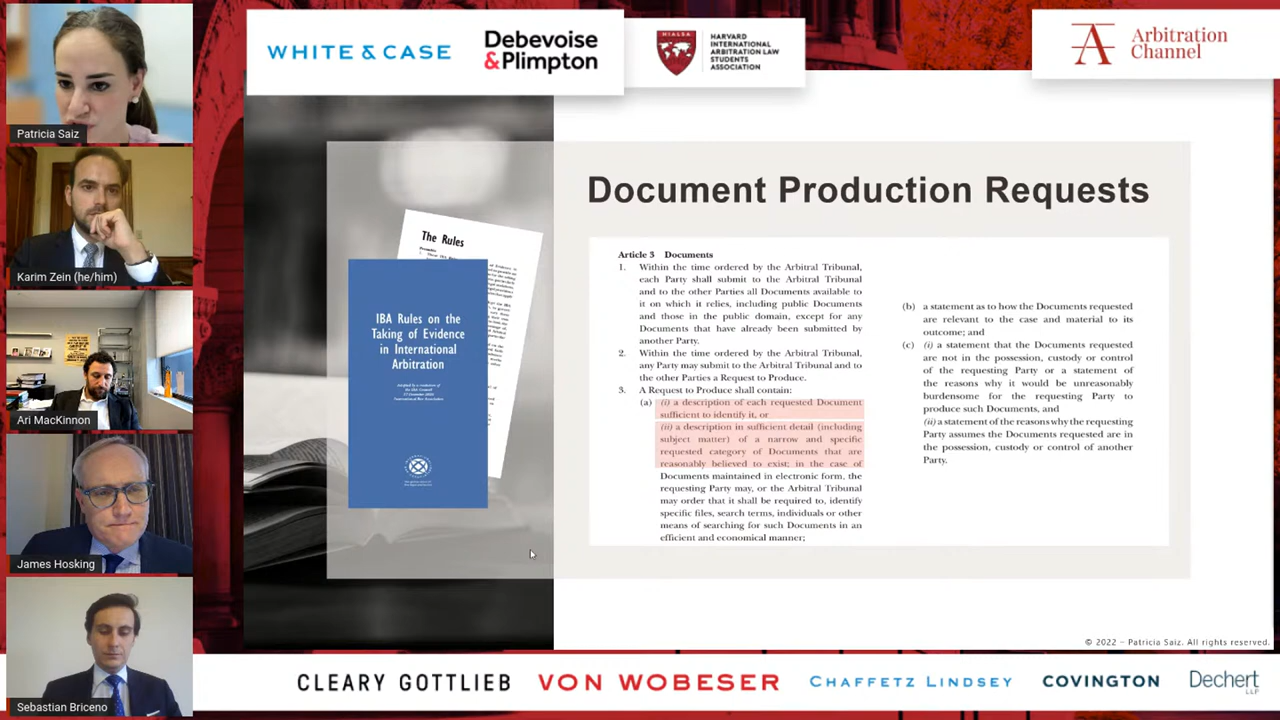 WHITE & CASE
Debevoise
&Plimpton
HIALSA
HARVARD
INTERNATIONAL
ARBITRATION LAW
STUDENTS
ASSOCIATION
Arbitration
Channel
Patricia Saiz
Karim Zein (he/him)
Ari MacKinnon
James Hosking
Sebastian Briceno
Document Production Requests
The Rules
IBA Rules on the
Taking of Evidence
in International
Arbitration
Article 3 Documents
1. Within the time ordered by the Arbitral Tribunal,
each Party shall submit to the Arbitral Tribunal
and to the other Parties all Documents available to
it on which it relies, including public Documents
and those in the public domain, except for any
Documents that have already been submitted by
another Party.
2. Within the time ordered by the Arbitral Tribunal,
any Party may submit to the Arbitral Tribunal and to
the other Parties a Request to Produce.
3. A Request to Produce shall contain:
(a) (i) a description of each requested Document
sufficient to identify it, or
(ii) a description in sufficient detail (including
subject matter) of a narrow and specific
requested category of Documents that are
reasonably believed to exist; in the case of
Documents maintained in electronic form, the
requesting Party may, or the Arbitral Tribunal
may order that it shall be required to, identify
specific files, search terms, individuals or other
means of searching for such Documents in an
efficient and economical manner;
(b) a statement as to how the Documents requested
are relevant to the case and material to its
outcome; and
(c) (i) a statement that the Documents requested
are not in the possession, custody or control
of the requesting Party or a statement of
the reasons why it would be unreasonably
burdensome for the requesting Party to
produce such Documents, and
(ii) a statement of the reasons why the requesting
Party assumes the Documents requested are in
the possession, custody or control of another
Party.
© 2022 – Patricia Saiz. All rights reserved.
CLEARY GOTTLIEB
VON WOBESER
CHAFFETZ LINDSEY
COVINGTON
Dechert
LLP